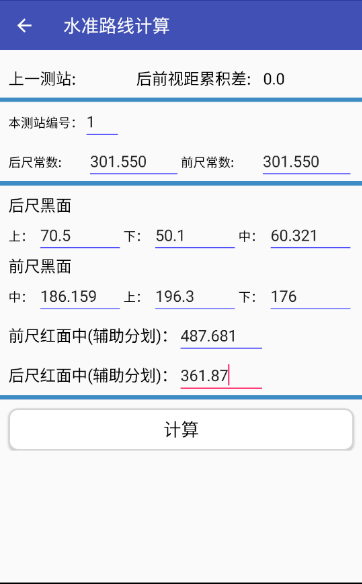 水准路线计算
上一测站: 后前视距累积差: 0.0
本测站编号: 1
后尺常数: 301.550 前尺常数: 301.550
后尺黑面
上: 70.5 下: 50.1 中: 60.321
前尺黑面
中: 186.159 上: 196.3 下: 176
前尺红面中(辅助分划): 487.681
后尺红面中(辅助分划): 361.87
计算